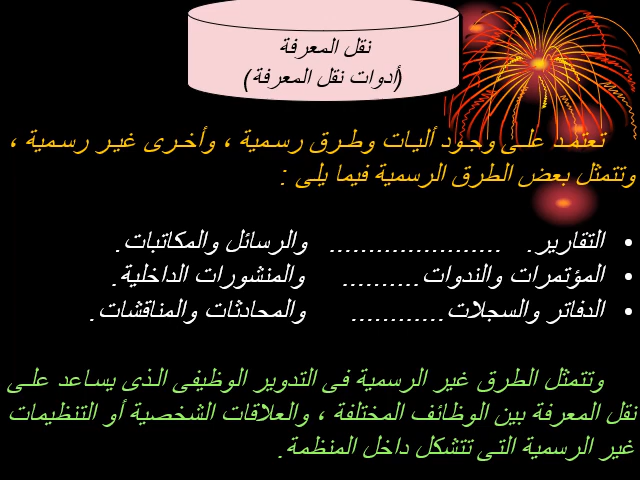 نقل المعرفة
(أدوات نقل المعرفة)
تعتمد على وجود أليات وطرق رسمية ، وأخرى غير رسمية ،
وتتمثل بعض الطرق الرسمية فيما يلى :
• التقارير. ...................... والرسائل والمكاتبات.
• المؤتمرات والندوات.......... والمنشورات الداخلية.
• الدفاتر والسجلات............ والمحادثات والمناقشات.
وتتمثل الطرق غير الرسمية فى التدوير الوظيفى الذى يساعد على
نقل المعرفة بين الوظائف المختلفة ، والعلاقات الشخصية أو التنظيمات
غير الرسمية التى تتشكل داخل المنظمة.